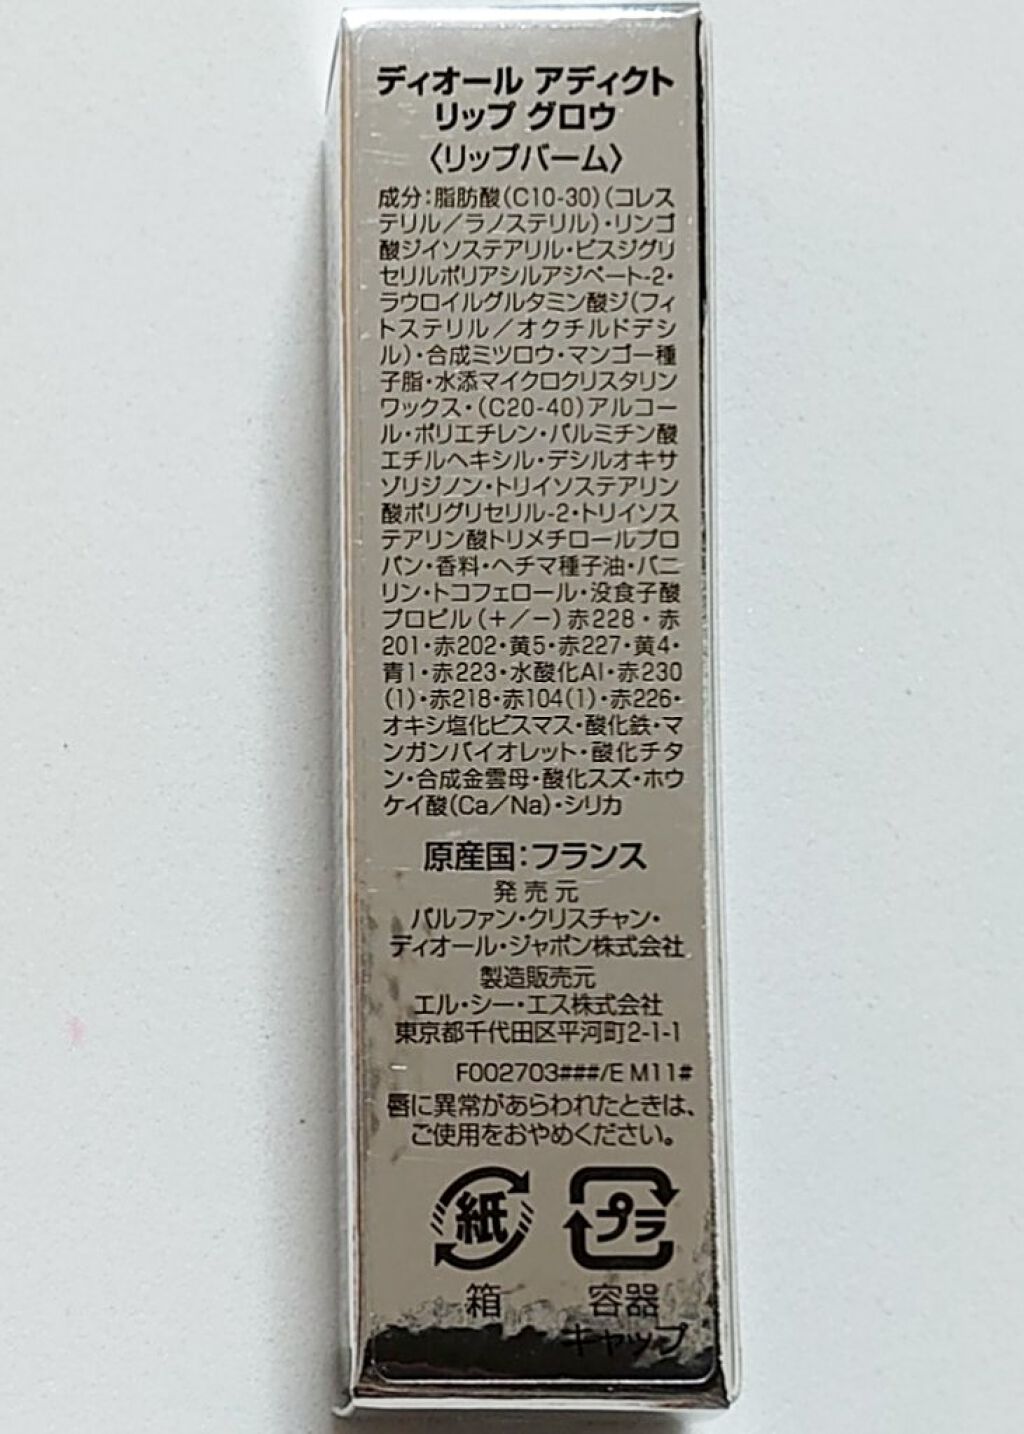 ディオール アディクト
リップ グロウ
〈リップバーム〉
成分：脂肪酸(C10-30)(コレス
テリル／ラノステリル)・リンゴ
酸ジイソステアリル・ビスジグリ
セリルポリアシルアジペート-2・
ラウロイルグルタミン酸ジ(フィ
トステリル／オクチルドデシ
ル)・合成ミツロウ・マンゴー種
子脂・水添マイクロクリスタリン
ワックス・(C20-40)アルコー
ル・ポリエチレン・パルミチン酸
エチルヘキシル・デシルオキサ
ゾリジノン・トリイソステアリン
酸ポリグリセリル-2・トリイソス
テアリン酸トリメチロールプロ
パン・香料・ヘチマ種子油・バニ
リン・トコフェロール・没食子酸
プロピル(＋／－)赤228・赤
201・赤202・黄5・赤227・黄4・
青1・赤223・水酸化Al・赤230
(1)・赤218・赤104(1)・赤226・
オキシ塩化ビスマス・酸化鉄・マ
ンガンバイオレット・酸化チタ
ン・合成金雲母・酸化スズ・ホウ
ケイ酸(Ca／Na)・シリカ
原産国：フランス
発売元
パルファン・クリスチャン・
ディオール・ジャポン株式会社
製造販売元
エル・シー・エス株式会社
東京都千代田区平河町2-1-1
F002703###/E M11#
唇に異常があらわれたときは、
ご使用をおやめください。
紙 プラ
箱 容器
キャップ